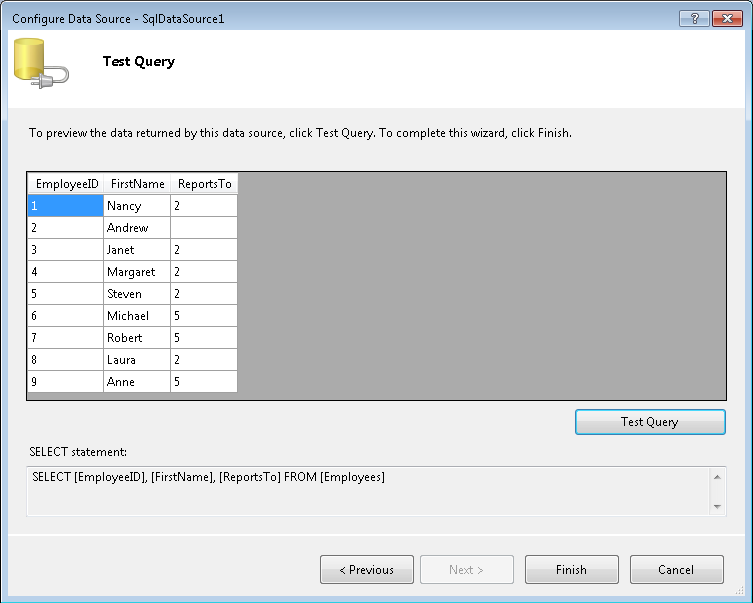 Configure Data Source - SqlDataSource1
?
Test Query
To preview the data returned by this data source, click Test Query. To complete this wizard, click Finish.
EmployeeID FirstName ReportsTo
1 Nancy 2
2 Andrew
3 Janet 2
4 Margaret 2
5 Steven 2
6 Michael 5
7 Robert 5
8 Laura 2
9 Anne 5
Test Query
SELECT statement:
SELECT [EmployeeID], [FirstName], [ReportsTo] FROM [Employees]
< Previous Next > Finish Cancel